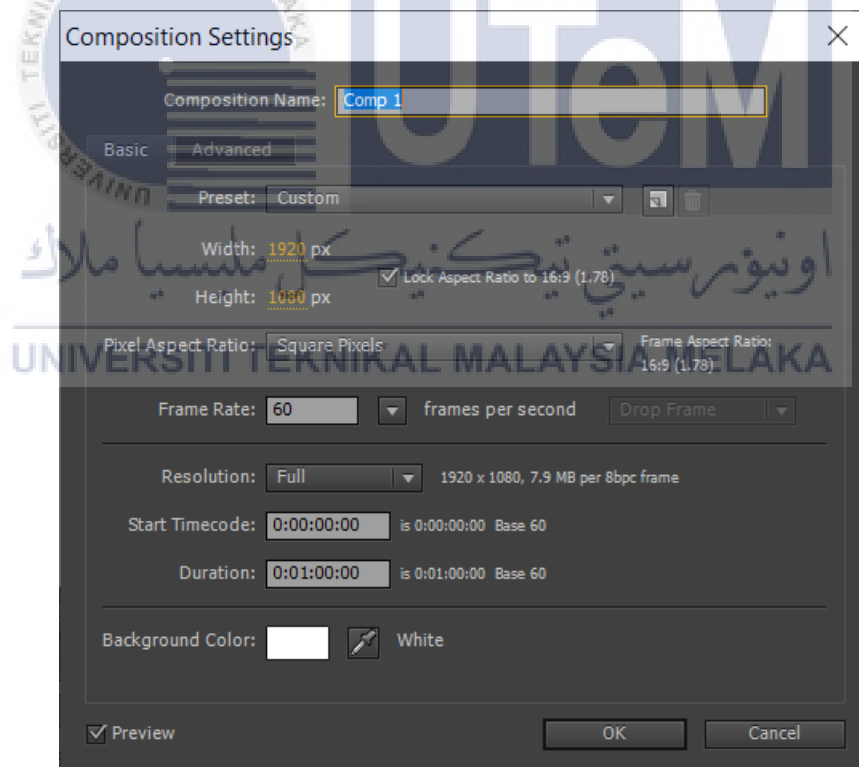 UTeM
UNIVERSITI TEKNIKAL MALAYSIA MELAKA
اونيورسيتي تيكنيكل مليسيا ملاك
Composition Settings
Composition Name: Comp 1
Basic Advanced
Preset: Custom
Width: 1920 px
Lock Aspect Ratio to 16:9 (1.78)
Height: 1080 px
Pixel Aspect Ratio: Square Pixels Frame Aspect Ratio:
16:9 (1.78)
Frame Rate: 60 frames per second Drop Frame
Resolution: Full 1920 x 1080, 7.9 MB per 8bpc frame
Start Timecode: 0:00:00:00 is 0:00:00:00 Base 60
Duration: 0:01:00:00 is 0:01:00:00 Base 60
Background Color: White
Preview OK Cancel